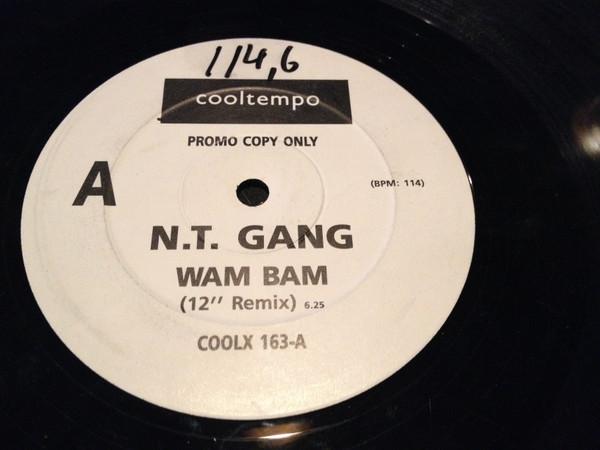 114,6
cooltempo
PROMO COPY ONLY
A
(BPM: 114)
N.T. GANG
WAM BAM
(12" Remix) 6.25
COOLX 163-A